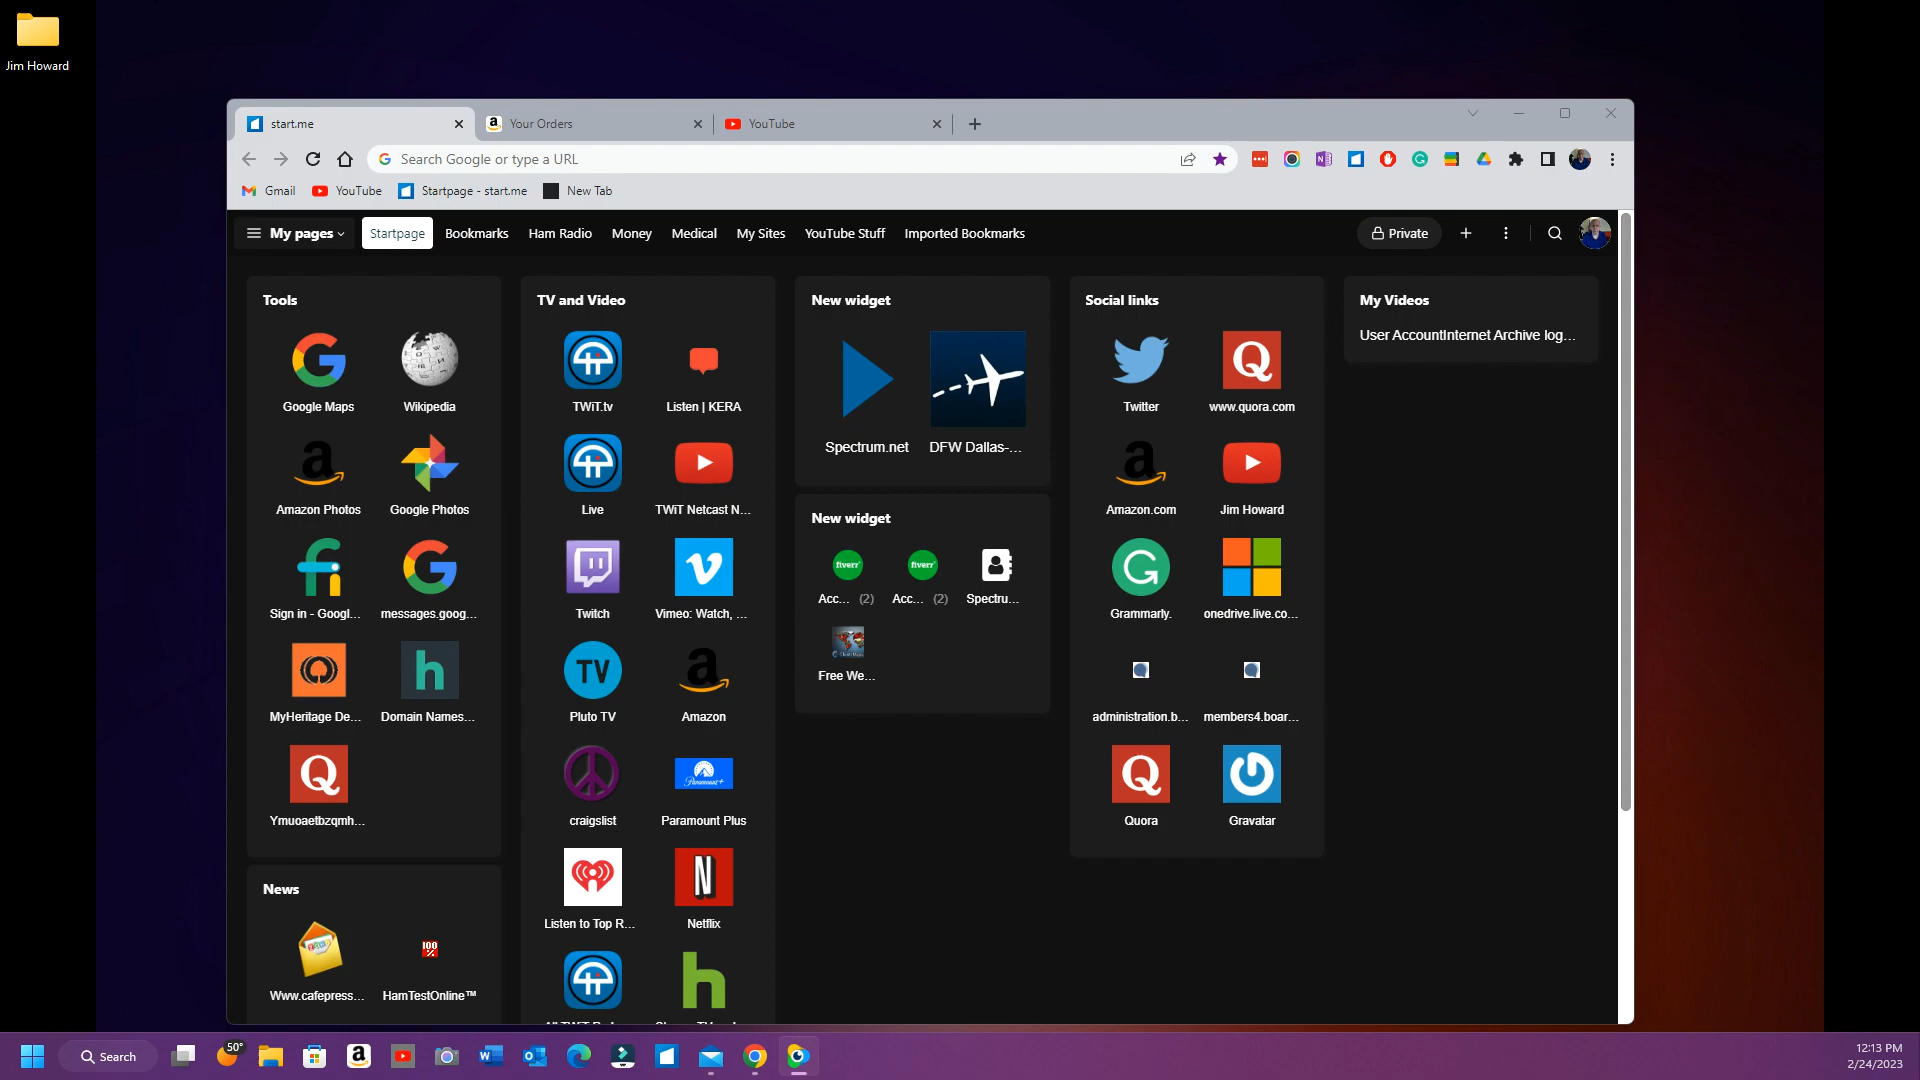 Jim Howard
start.me
Your Orders
YouTube
Search Google or type a URL
Gmail
YouTube
Startpage - start.me
New Tab
My pages
Startpage
Bookmarks
Ham Radio
Money
Medical
My Sites
YouTube Stuff
Imported Bookmarks
Private
Tools
Google Maps
Wikipedia
Amazon Photos
Google Photos
Sign in - Googl...
messages.goog...
MyHeritage De...
Domain Names...
Ymuoaetbzqmh...
News
Www.cafepress...
100 %
HamTestOnline™
TV and Video
TWiT.tv
Listen | KERA
Live
TWiT Netcast N...
Twitch
Vimeo: Watch, ...
TV
Pluto TV
Amazon
craigslist
Paramount+
Paramount Plus
Listen to Top R...
Netflix
New widget
Spectrum.net
DFW Dallas-...
New widget
fiverr
fiverr
Acc... (2)
Acc... (2)
Spectru...
Free We...
Social links
Twitter
www.quora.com
Amazon.com
Jim Howard
Grammarly.
onedrive.live.co...
administration.b...
members4.boar...
Quora
Gravatar
My Videos
User AccountInternet Archive log...
50°
Search
12:13 PM
2/24/2023